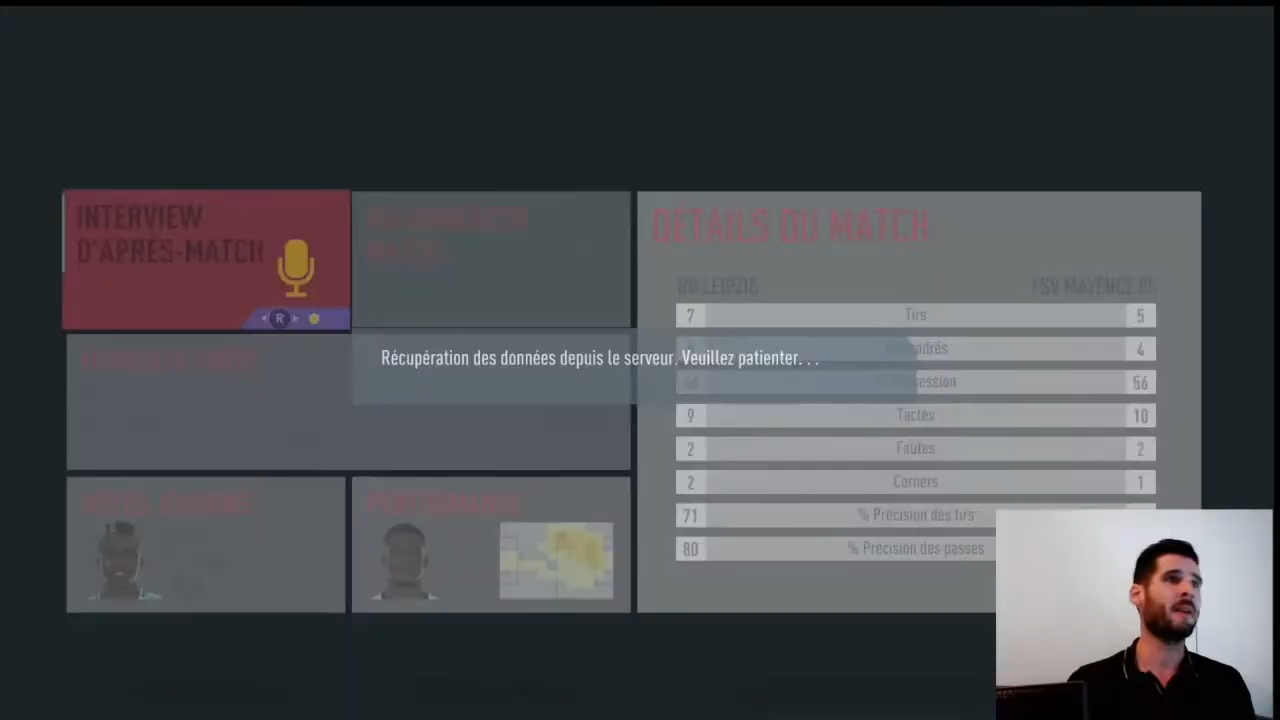 INTERVIEW
D'APRÈS-MATCH
R
DÉTAILS DU MATCH
RB LEIPZIG
FSV MAYENCE 05
7 Tirs 5
4
Récupération des données depuis le serveur. Veuillez patienter. . .
56
9 Tacles 10
2 Fautes 2
2 Corners 1
71 % Précision des tirs
80 % Précision des passes